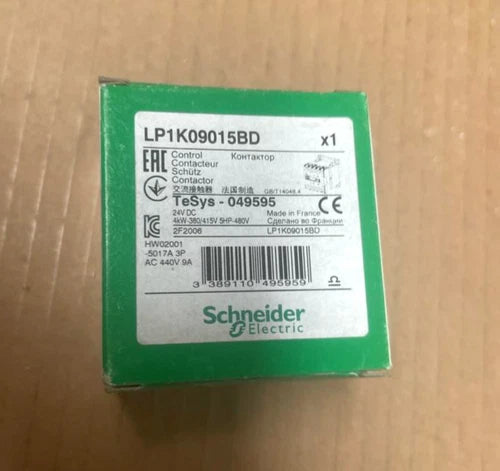 LP1K09015BD x1
EAC Control Контактор
Contacteur
Schütz
Contactor
交流接触器 法国制造 GB/T14048.4
TeSys - 049595 CE
24V DC Made in France
4kW-380/415V 5HP-480V Сделано во Франции
2F2006 LP1K09015BD
HW02001
-5017A 3P
AC 440V 9A
3 389110 495959
Schneider
Electric